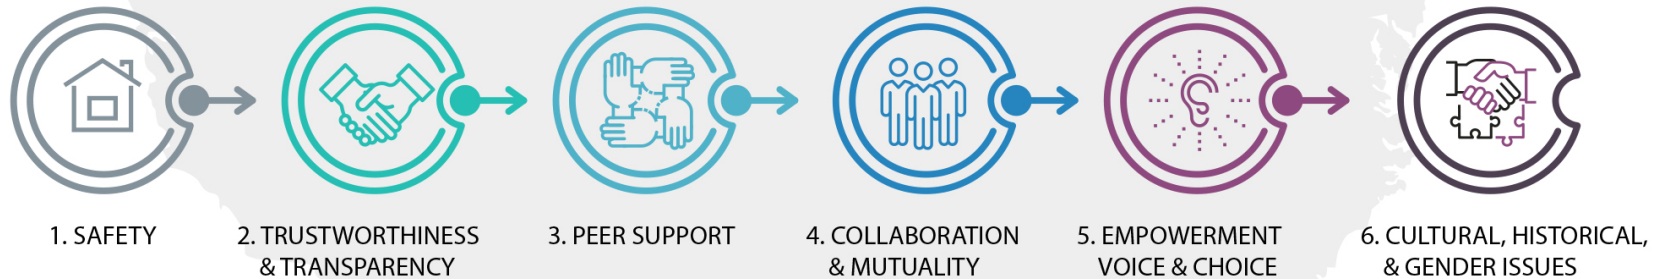 1. SAFETY
2. TRUSTWORTHINESS
& TRANSPARENCY
3. PEER SUPPORT
4. COLLABORATION
& MUTUALITY
5. EMPOWERMENT
VOICE & CHOICE
6. CULTURAL, HISTORICAL,
& GENDER ISSUES